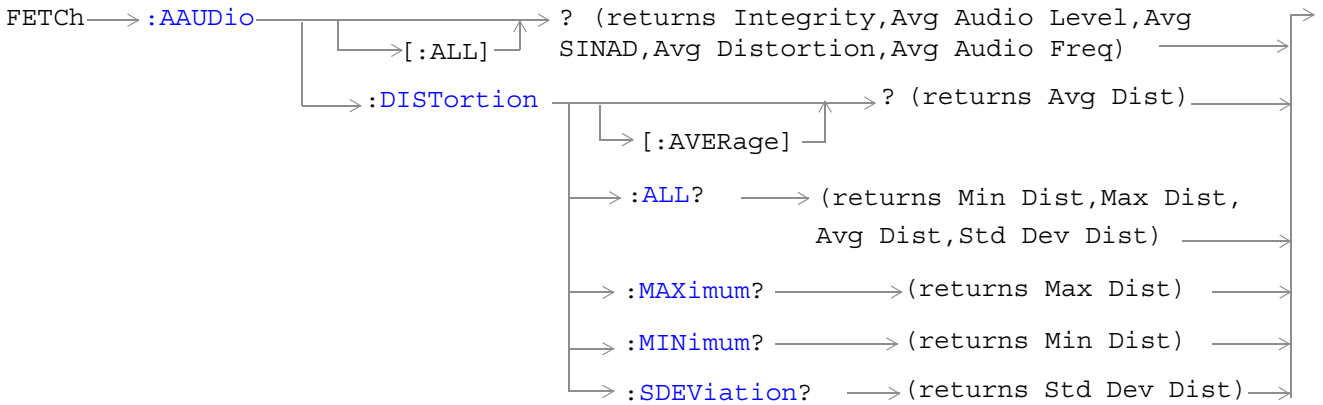 FETCh :AAUDio ? (returns Integrity,Avg Audio Level,Avg
[:ALL] SINAD,Avg Distortion,Avg Audio Freq)
:DISTortion ? (returns Avg Dist)
[:AVERage]
:ALL? (returns Min Dist,Max Dist,
Avg Dist,Std Dev Dist)
:MAXimum? (returns Max Dist)
:MINimum? (returns Min Dist)
:SDEViation? (returns Std Dev Dist)